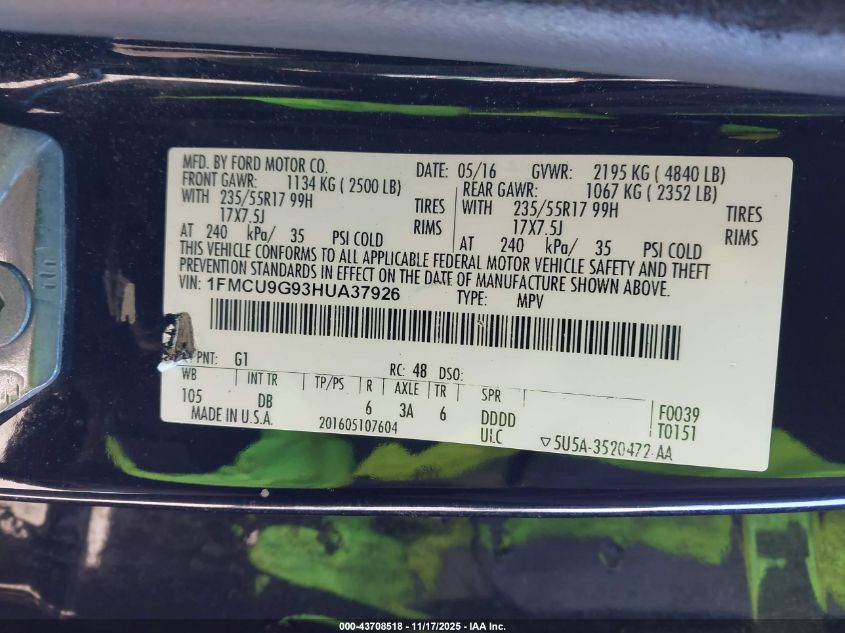 MFD. BY FORD MOTOR CO. DATE: 05/16 GVWR: 2195 KG ( 4840 LB)
FRONT GAWR: 1134 KG ( 2500 LB) REAR GAWR: 1067 KG ( 2352 LB)
WITH 235/55R17 99H TIRES WITH 235/55R17 99H TIRES
17X7.5J RIMS 17X7.5J RIMS
AT 240 kPa/ 35 PSI COLD AT 240 kPa/ 35 PSI COLD
THIS VEHICLE CONFORMS TO ALL APPLICABLE FEDERAL MOTOR VEHICLE SAFETY AND THEFT
PREVENTION STANDARDS IN EFFECT ON THE DATE OF MANUFACTURE SHOWN ABOVE.
VIN: 1FMCU9G93HUA37926 TYPE: MPV
PNT: G1 RC: 48 DSO:
WB INT TR TP/PS R AXLE TR SPR
105 DB 6 3A 6 DDDD F0039
MADE IN U.S.A. 201605107604 ULC T0151
▽5U5A-3520472-AA
000-43708518 - 11/17/2025 - IAA Inc.